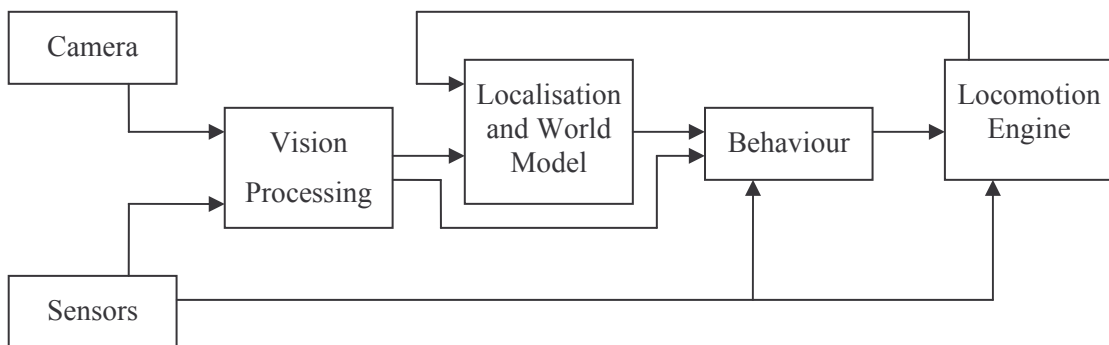 Camera
Vision
Processing
Localisation
and World
Model
Behaviour
Locomotion
Engine
Sensors